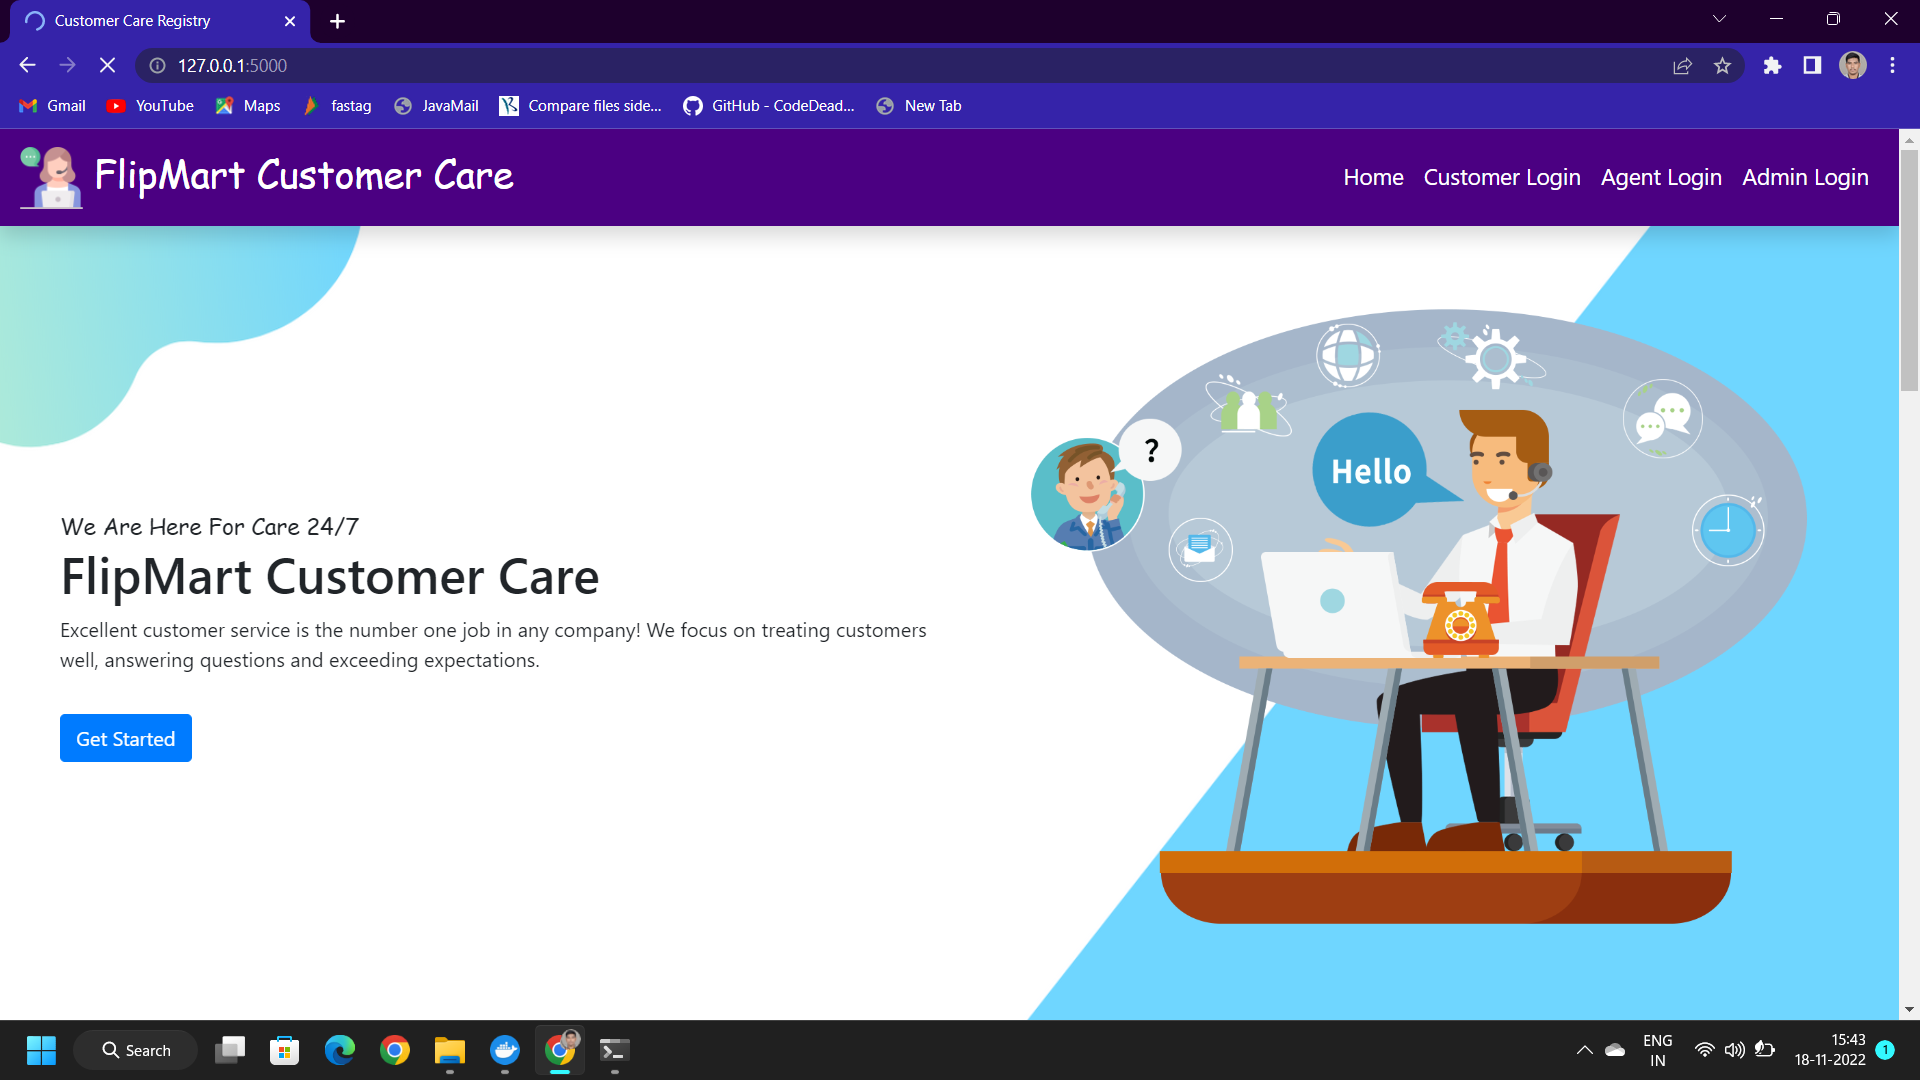 Customer Care Registry
127.0.0.1:5000
Gmail YouTube Maps fastag JavaMail Compare files side... GitHub - CodeDead... New Tab
FlipMart Customer Care
Home Customer Login Agent Login Admin Login
?
Hello
We Are Here For Care 24/7
FlipMart Customer Care
Excellent customer service is the number one job in any company! We focus on treating customers
well, answering questions and exceeding expectations.
Get Started
Search
ENG
IN
15:43
18-11-2022
1